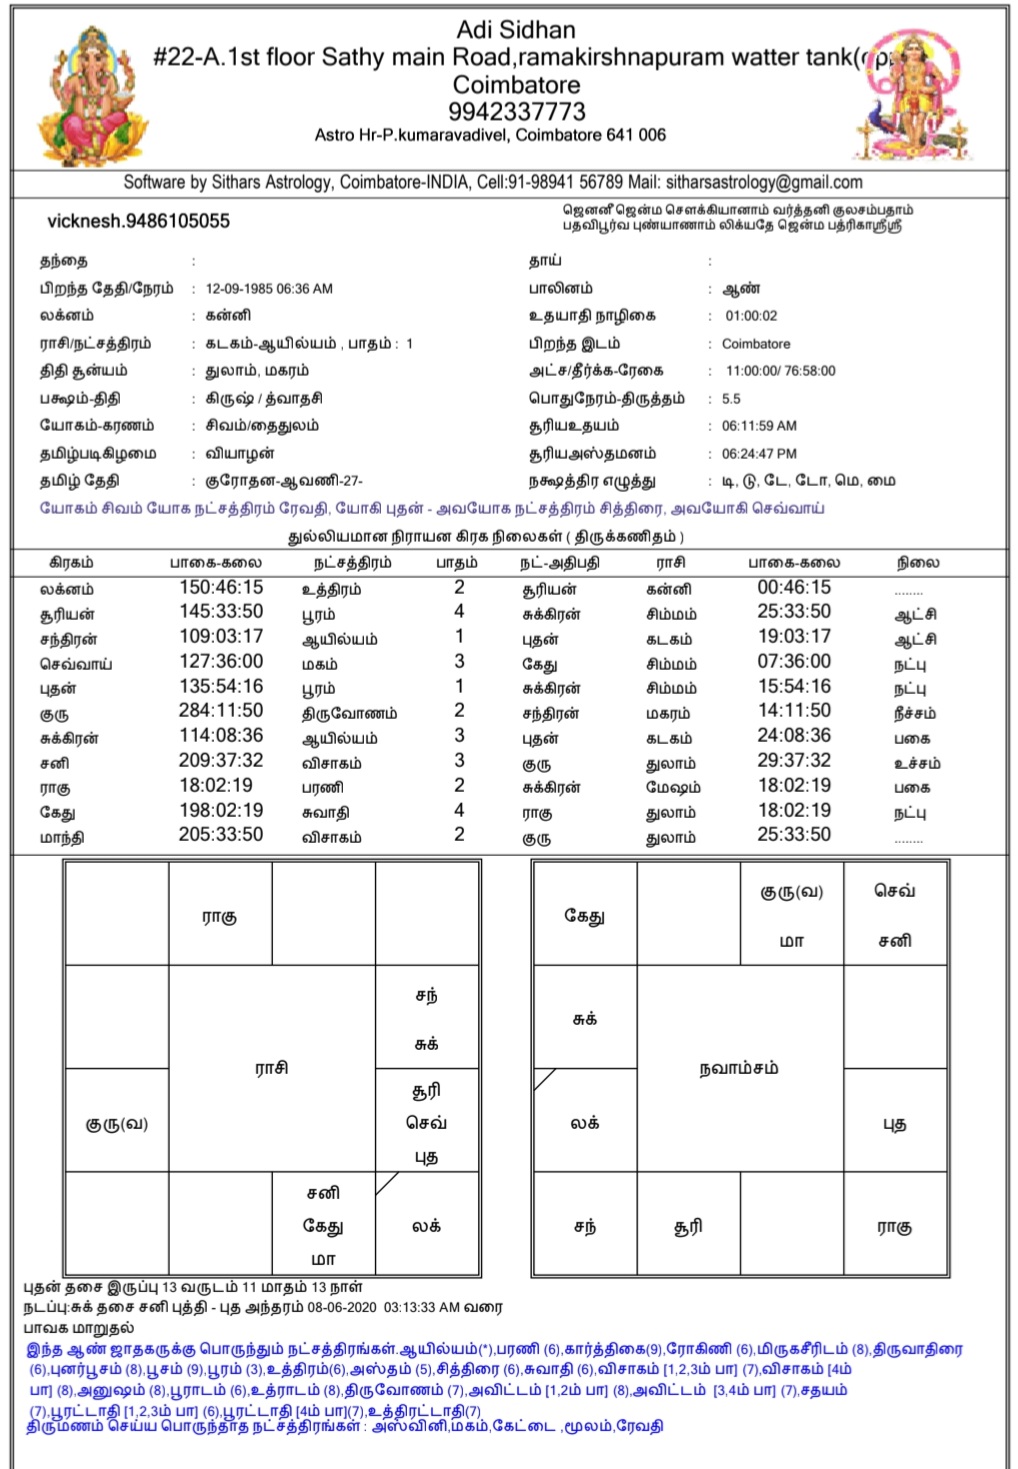 Adi Sidhan
#22-A.1st floor Sathy main Road,ramakirshnapuram watter tank(opp
Coimbatore
9942337773
Astro Hr-P.kumaravadivel, Coimbatore 641 006
Software by Sithars Astrology, Coimbatore-INDIA, Cell:91-98941 56789 Mail: sitharsastrology@gmail.com
vicknesh.9486105055
ஜெனனீ ஜென்ம சௌக்கியானாம் வர்த்தனி குலசம்பதாம்
பதவிபூர்வ புண்யாணாம் லிக்யதே ஜென்ம பத்ரிகாஸ்ரீஸ்ரீ
தந்தை : தாய் :
பிறந்த தேதி/நேரம் : 12-09-1985 06:36 AM பாலினம் : ஆண்
லக்னம் : கன்னி உதயாதி நாழிகை : 01:00:02
ராசி/நட்சத்திரம் : கடகம்-ஆயில்யம் , பாதம் : 1 பிறந்த இடம் : Coimbatore
திதி சூன்யம் : துலாம், மகரம் அட்ச/தீர்க்க-ரேகை : 11:00:00/ 76:58:00
பக்ஷம்-திதி : கிருஷ் / த்வாதசி பொதுநேரம்-திருத்தம் : 5.5
யோகம்-கரணம் : சிவம்/தைதுலம் சூரியஉதயம் : 06:11:59 AM
தமிழ்படிகிழமை : வியாழன் சூரியஅஸ்தமனம் : 06:24:47 PM
தமிழ் தேதி : குரோதன-ஆவணி-27- நக்ஷத்திர எழுத்து : டி, டு, டே, டோ, மெ, மை
யோகம் சிவம் யோக நட்சத்திரம் ரேவதி, யோகி புதன் - அவயோக நட்சத்திரம் சித்திரை, அவயோகி செவ்வாய்
துல்லியமான நிராயன கிரக நிலைகள் ( திருக்கணிதம் )
கிரகம் பாகை-கலை நட்சத்திரம் பாதம் நட்-அதிபதி ராசி பாகை-கலை நிலை
லக்னம் 150:46:15 உத்திரம் 2 சூரியன் கன்னி 00:46:15 ........
சூரியன் 145:33:50 பூரம் 4 சுக்கிரன் சிம்மம் 25:33:50 ஆட்சி
சந்திரன் 109:03:17 ஆயில்யம் 1 புதன் கடகம் 19:03:17 ஆட்சி
செவ்வாய் 127:36:00 மகம் 3 கேது சிம்மம் 07:36:00 நட்பு
புதன் 135:54:16 பூரம் 1 சுக்கிரன் சிம்மம் 15:54:16 நட்பு
குரு 284:11:50 திருவோணம் 2 சந்திரன் மகரம் 14:11:50 நீச்சம்
சுக்கிரன் 114:08:36 ஆயில்யம் 3 புதன் கடகம் 24:08:36 பகை
சனி 209:37:32 விசாகம் 3 குரு துலாம் 29:37:32 உச்சம்
ராகு 18:02:19 பரணி 2 சுக்கிரன் மேஷம் 18:02:19 பகை
கேது 198:02:19 சுவாதி 4 ராகு துலாம் 18:02:19 நட்பு
மாந்தி 205:33:50 விசாகம் 2 குரு துலாம் 25:33:50 ........
ராகு
சந்
சுக்
ராசி
குரு(வ)
சூரி
செவ்
புத
சனி
கேது
மா
லக்
கேது
குரு(வ)
மா
செவ்
சனி
சுக்
நவாம்சம்
லக்
புத
சந்
சூரி
ராகு
புதன் தசை இருப்பு 13 வருடம் 11 மாதம் 13 நாள்
நடப்பு:சுக் தசை சனி புத்தி - புத அந்தரம் 08-06-2020 03:13:33 AM வரை
பாவக மாறுதல்
இந்த ஆண் ஜாதகருக்கு பொருந்தும் நட்சத்திரங்கள்.ஆயில்யம்(*),பரணி (6),கார்த்திகை(9),ரோகிணி (6),மிருகசீரிடம் (8),திருவாதிரை
(6),புனர்பூசம் (8),பூசம் (9),பூரம் (3),உத்திரம்(6),அஸ்தம் (5),சித்திரை (6),சுவாதி (6),விசாகம் [1,2,3ம் பா] (7),விசாகம் [4ம்
பா] (8),அனுஷம் (8),பூராடம் (6),உத்ராடம் (8),திருவோணம் (7),அவிட்டம் [1,2ம் பா] (8),அவிட்டம் [3,4ம் பா] (7),சதயம்
(7),பூரட்டாதி [1,2,3ம் பா] (6),பூரட்டாதி [4ம் பா](7),உத்திரட்டாதி(7)
திருமணம் செய்ய பொருந்தாத நட்சத்திரங்கள் : அஸ்வினி,மகம்,கேட்டை ,மூலம்,ரேவதி